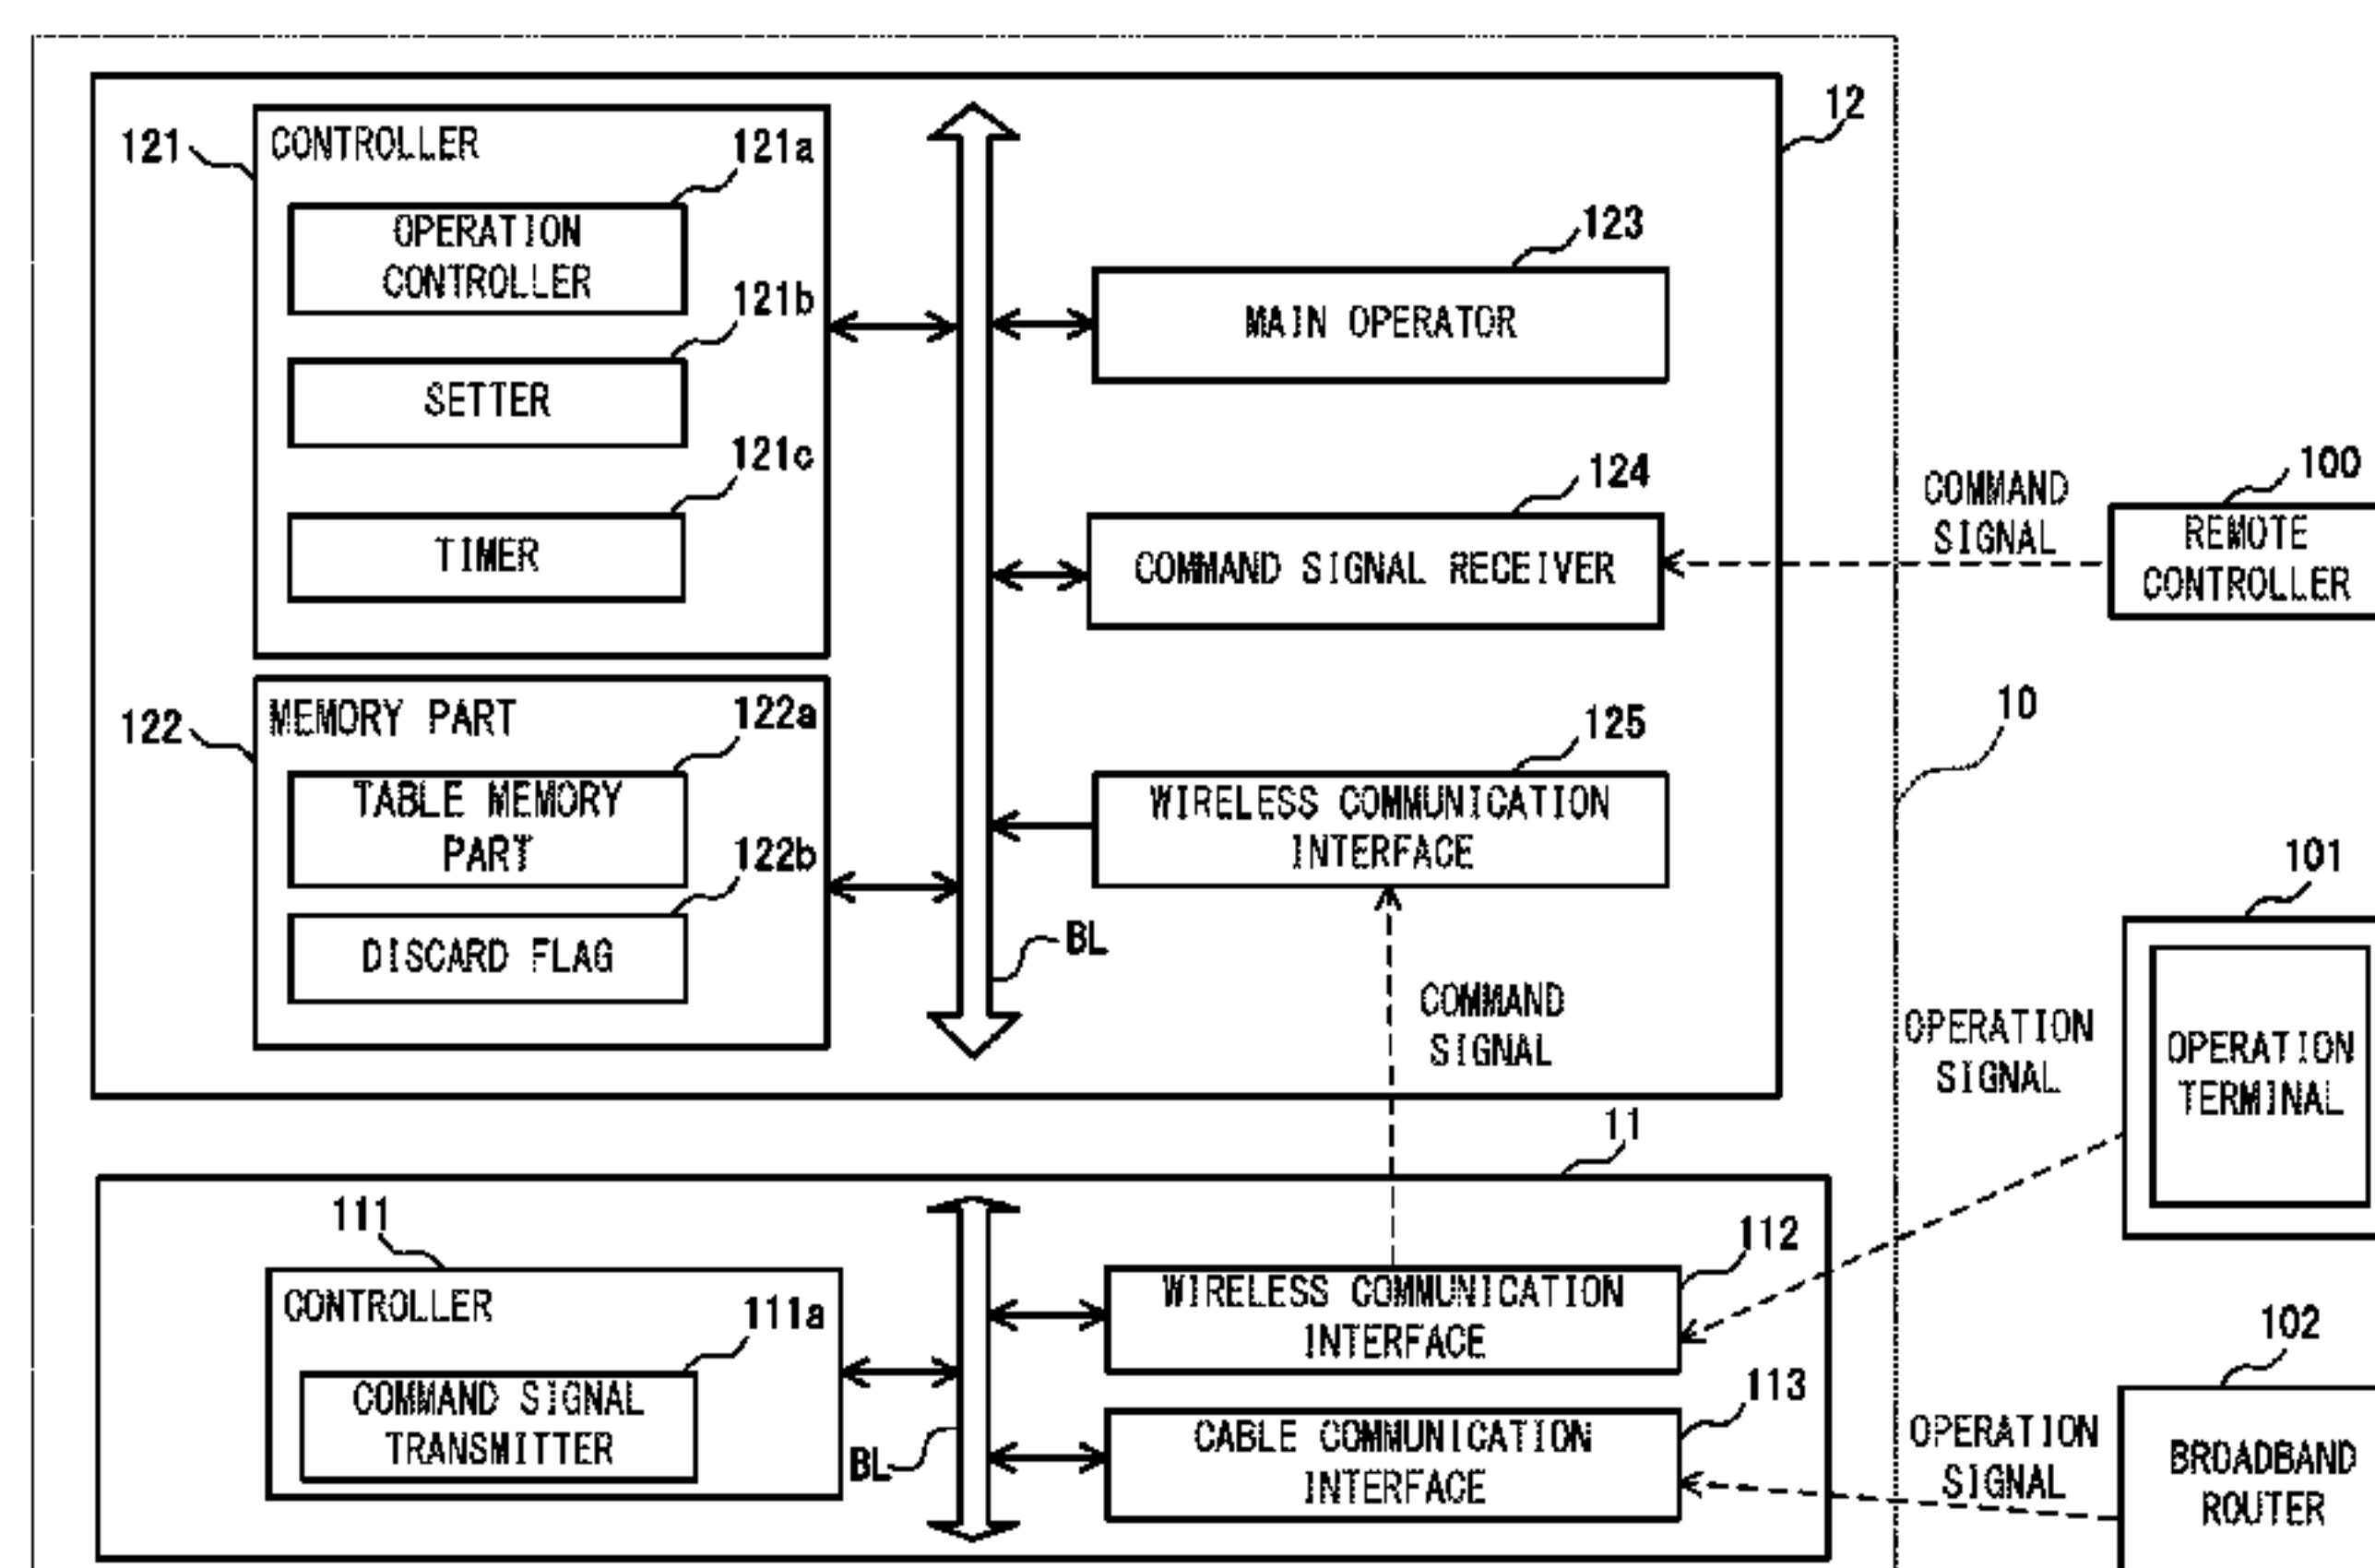 12
121
CONTROLLER
121a
OPERATION
CONTROLLER
121b
SETTER
121c
TIMER
122
MEMORY PART
122a
TABLE MEMORY
PART
122b
DISCARD FLAG
BL
123
MAIN OPERATOR
124
COMMAND SIGNAL RECEIVER
125
WIRELESS COMMUNICATION
INTERFACE
COMMAND
SIGNAL
COMMAND
SIGNAL
100
REMOTE
CONTROLLER
10
101
OPERATION
TERMINAL
OPERATION
SIGNAL
11
111
CONTROLLER
111a
COMMAND SIGNAL
TRANSMITTER
BL
112
WIRELESS COMMUNICATION
INTERFACE
113
CABLE COMMUNICATION
INTERFACE
OPERATION
SIGNAL
102
BROADBAND
ROUTER